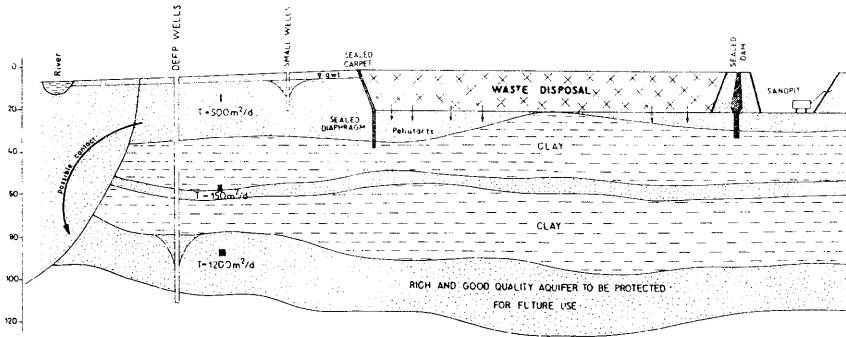 River
DEEP WELLS
SMALL WELLS
gwt
SEALED
CARPET
WASTE DISPOSAL
SEALED
DAM
SANDPIT
0
20
40
60
80
100
120
I
T=500m²/d
SEALED
DIAPHRAGM
Pollutants
CLAY
Possible contact
II
T=150m²/d
CLAY
III
T=1200m²/d
RICH AND GOOD QUALITY AQUIFER TO BE PROTECTED
FOR FUTURE USE